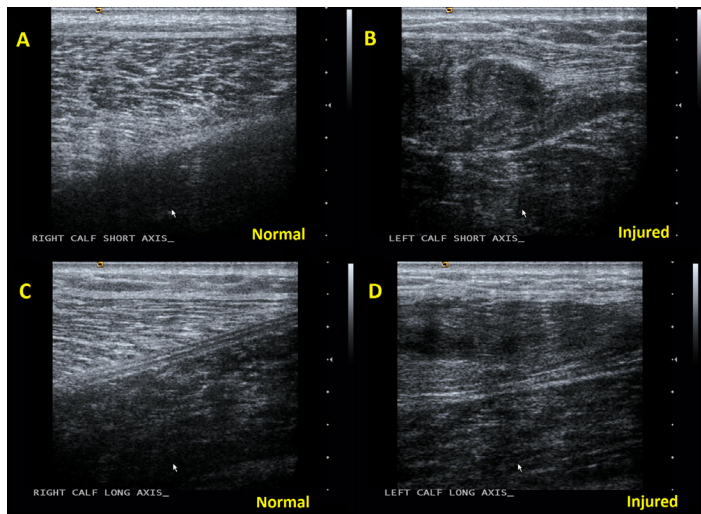 A
B
RIGHT CALF SHORT AXIS_
Normal
LEFT CALF SHORT AXIS_
Injured
C
D
RIGHT CALF LONG AXIS_
Normal
LEFT CALF LONG AXIS_
Injured